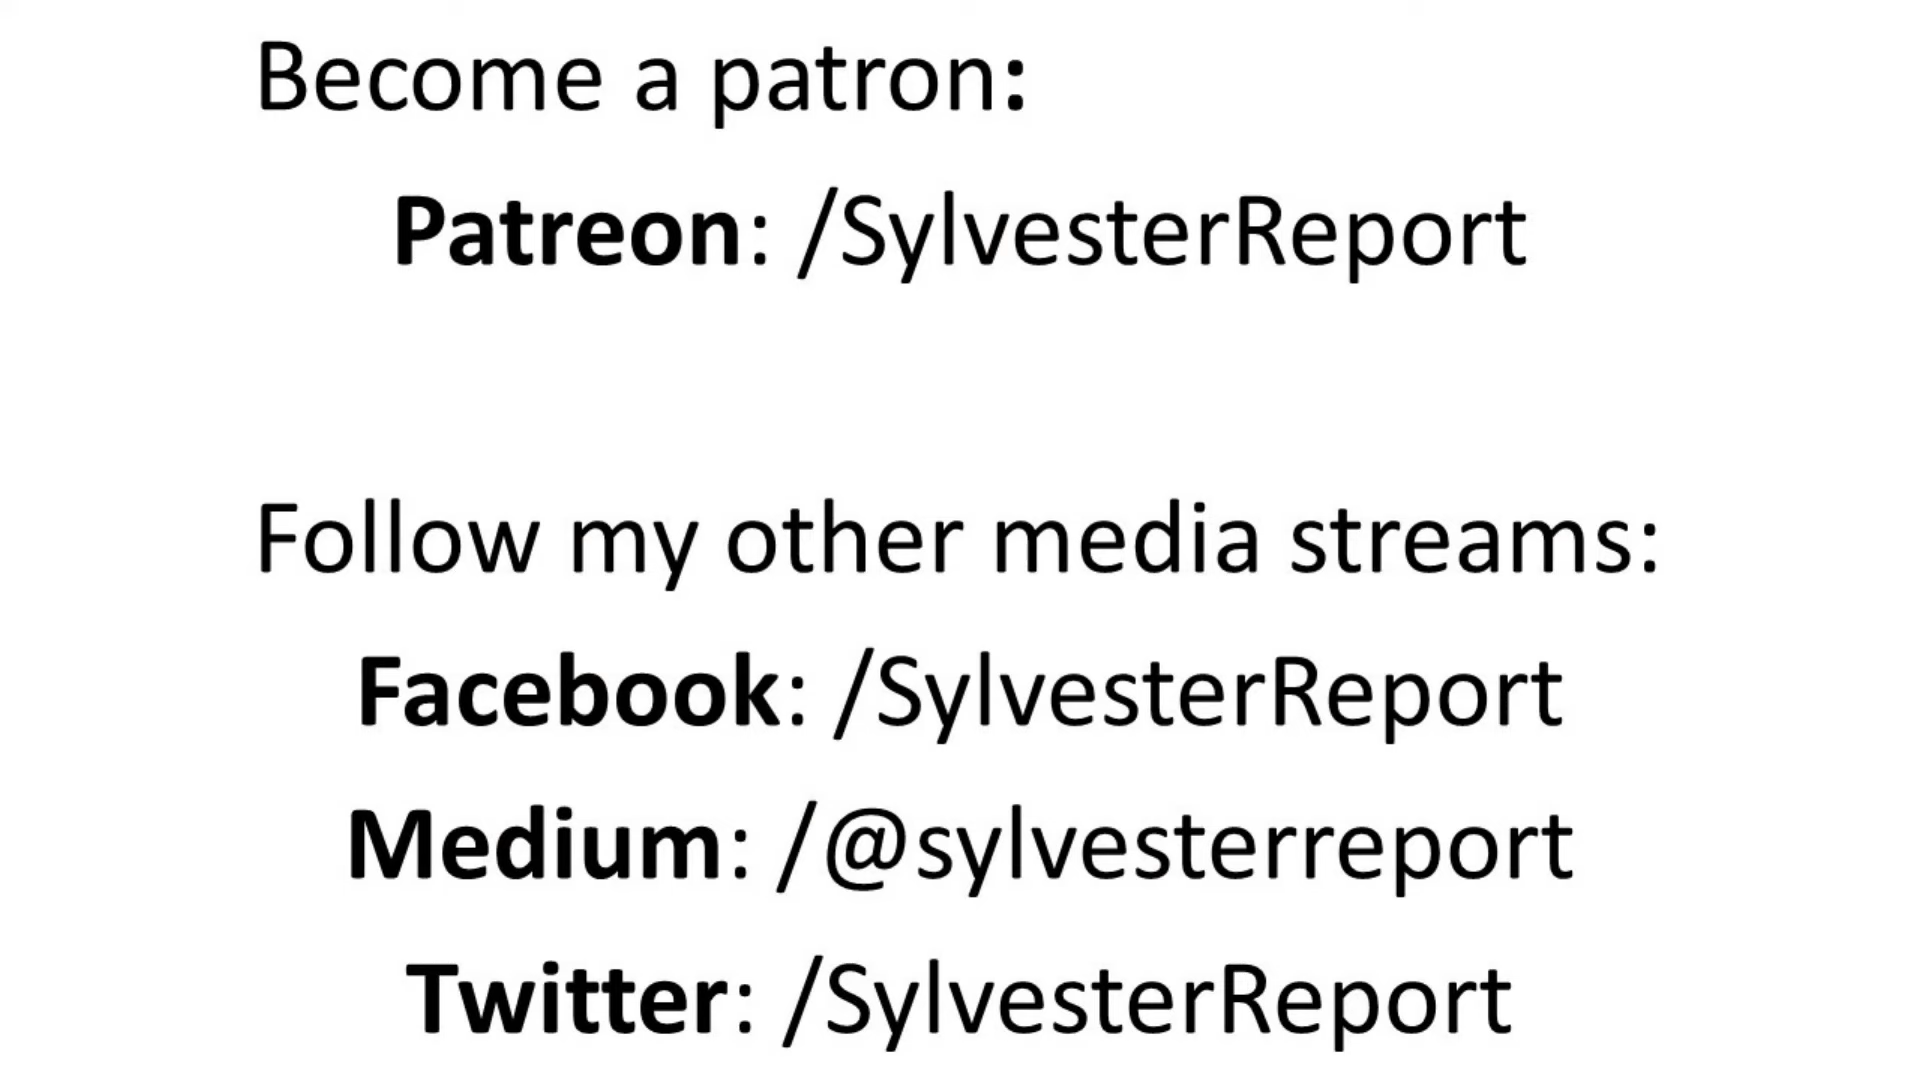 Become a patron:
Patreon: /SylvesterReport
Follow my other media streams:
Facebook: /SylvesterReport
Medium: /@sylvesterreport
Twitter: /SylvesterReport